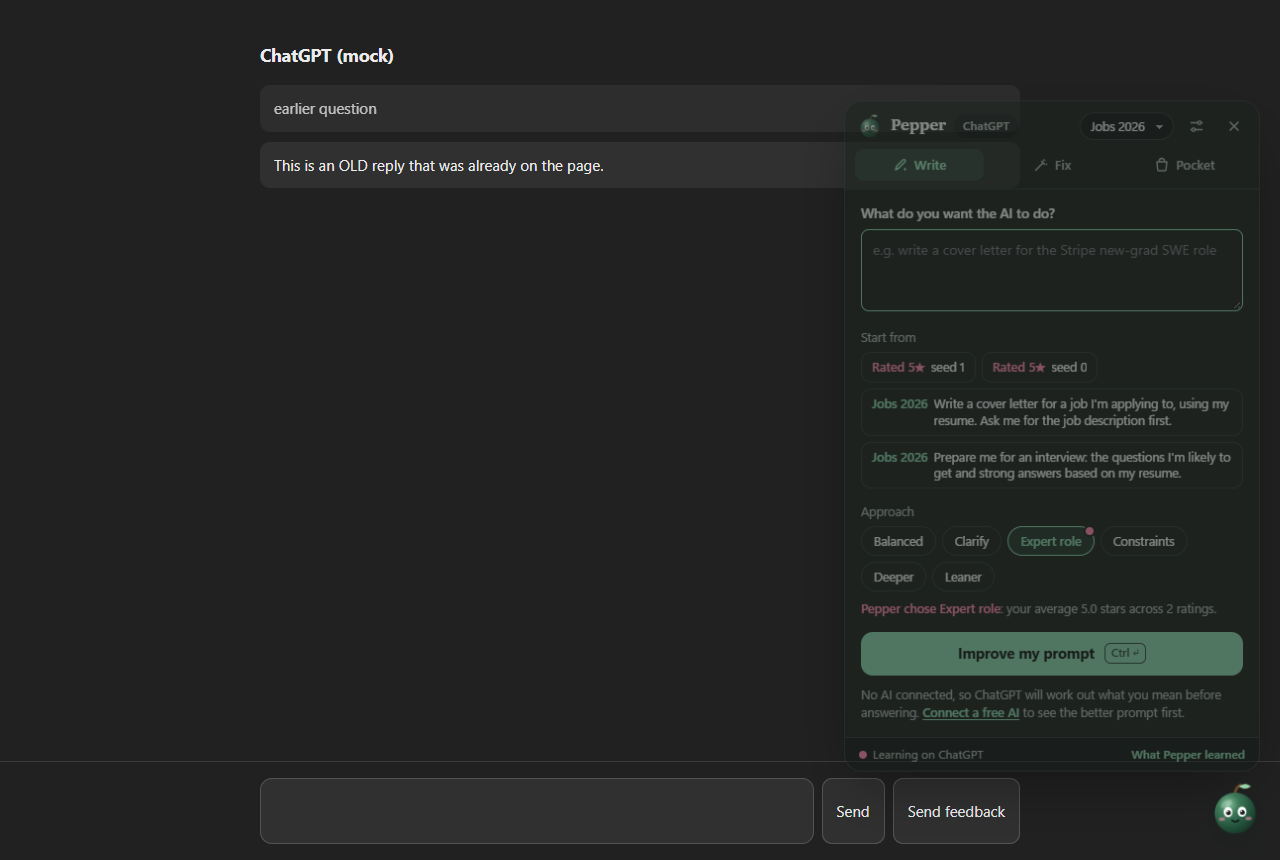 ChatGPT (mock)
earlier question
This is an OLD reply that was already on the page.
Pepper ChatGPT Jobs 2026
Write Fix Pocket
What do you want the AI to do?
e.g. write a cover letter for the Stripe new-grad SWE role
Start from
Rated 5★ seed 1 Rated 5★ seed 0
Jobs 2026 Write a cover letter for a job I'm applying to, using my
resume. Ask me for the job description first.
Jobs 2026 Prepare me for an interview: the questions I'm likely to
get and strong answers based on my resume.
Approach
Balanced Clarify Expert role Constraints
Deeper Leaner
Pepper chose Expert role: your average 5.0 stars across 2 ratings.
Improve my prompt Ctrl ↵
No AI connected, so ChatGPT will work out what you mean before
answering. Connect a free AI to see the better prompt first.
Learning on ChatGPT What Pepper learned
Send Send feedback